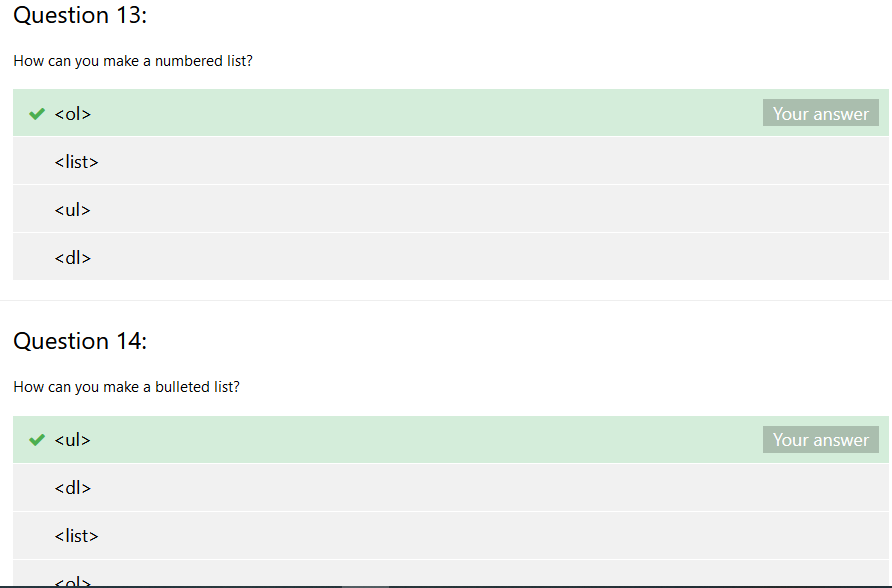 Question 13:
How can you make a numbered list?
<ol> Your answer
<list>
<ul>
<dl>
Question 14:
How can you make a bulleted list?
<ul> Your answer
<dl>
<list>
<ol>